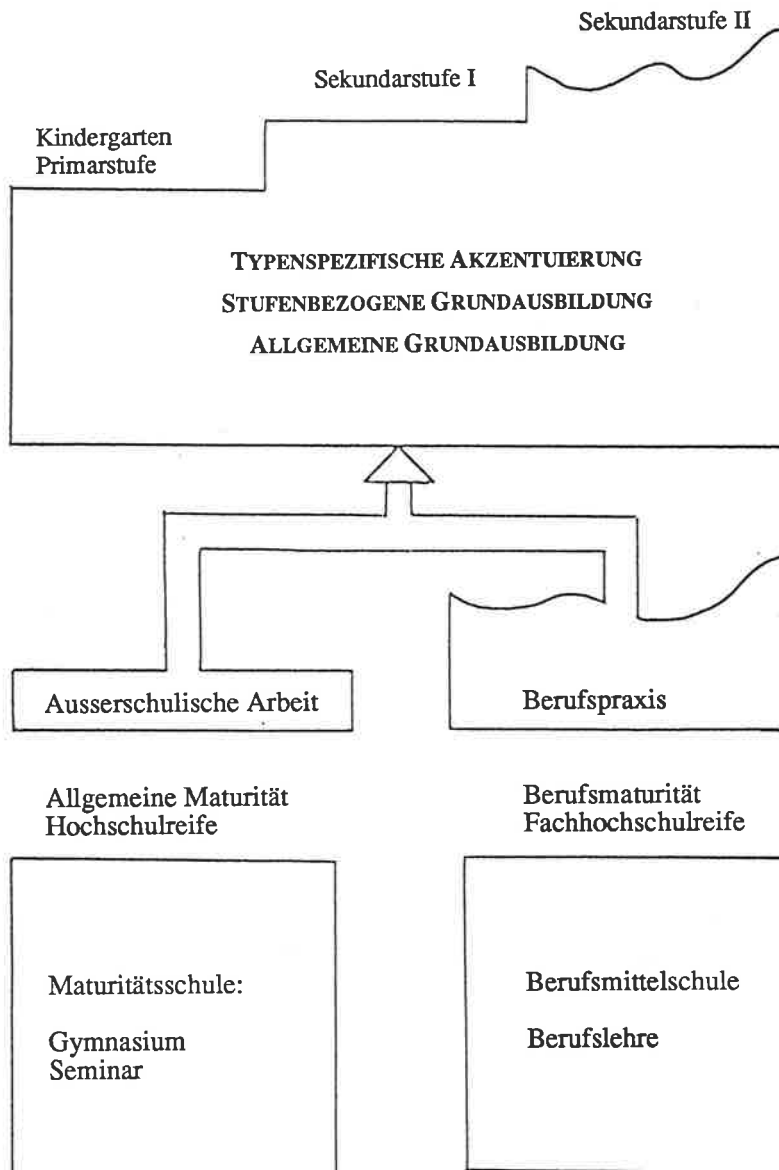 Sekundarstufe II
Sekundarstufe I
Kindergarten
Primarstufe
TYPENSPEZIFISCHE AKZENTUIERUNG
STUFENBEZOGENE GRUNDAUSBILDUNG
ALLGEMEINE GRUNDAUSBILDUNG
Ausserschulische Arbeit
Berufspraxis
Allgemeine Maturität
Hochschulreife
Berufsmaturität
Fachhochschulreife
Maturitätsschule:
Gymnasium
Seminar
Berufsmittelschule
Berufslehre